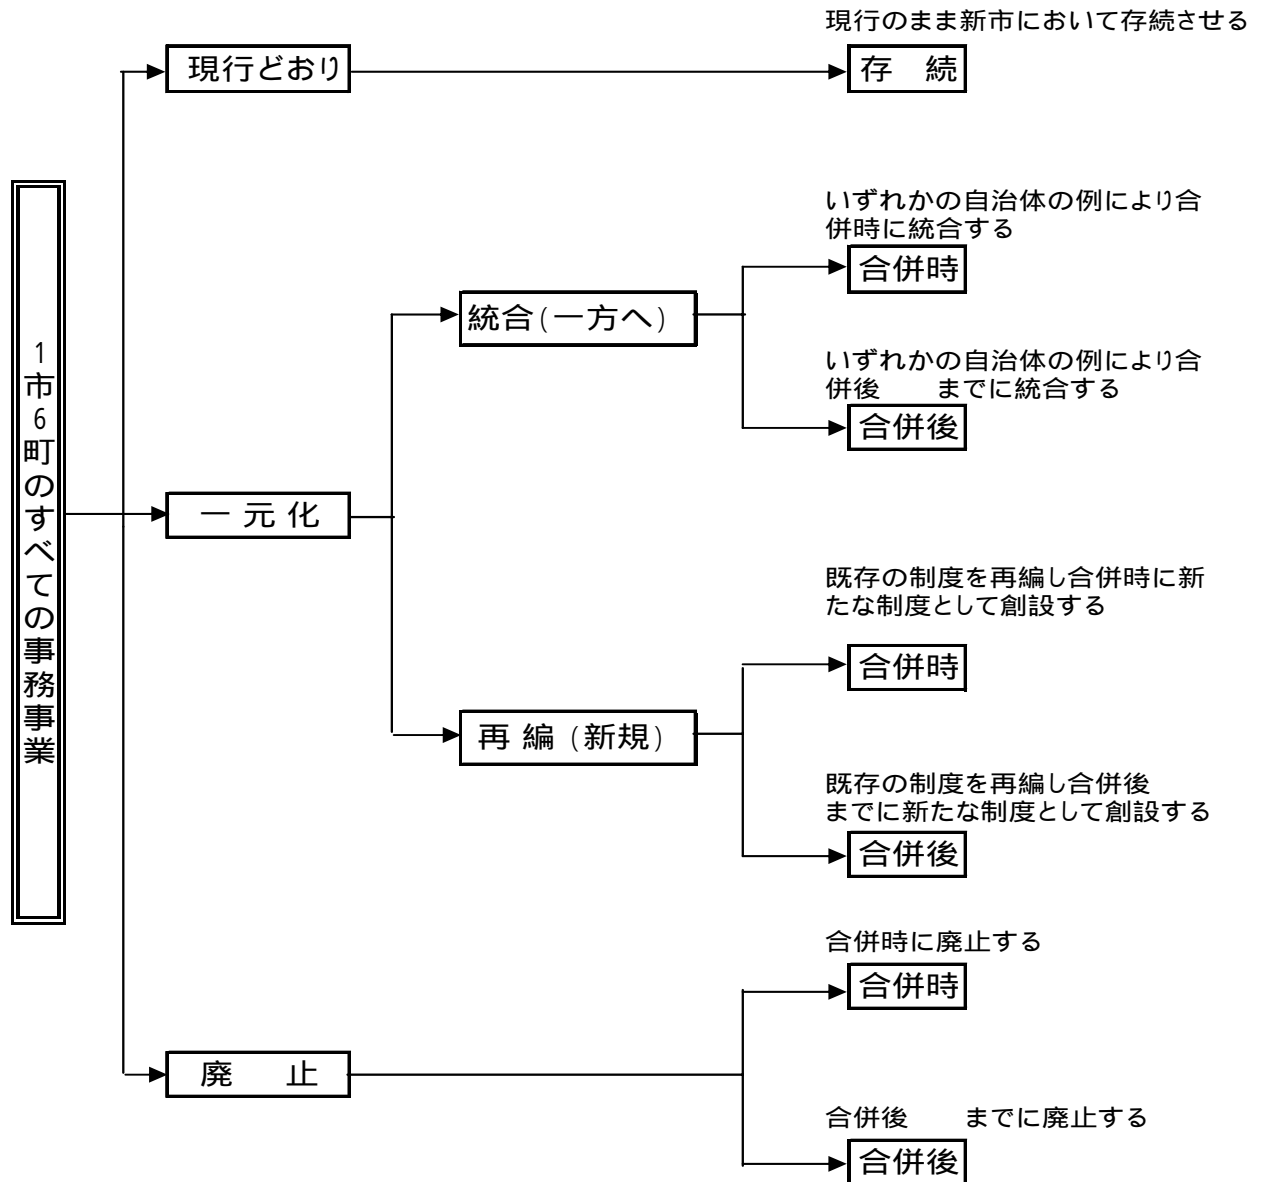 現行のまま新市において存続させる
現行どおり
存　続
1市6町のすべての事務事業
いずれかの自治体の例により合
併時に統合する
合併時
統合(一方へ)
いずれかの自治体の例により合
併後　　までに統合する
合併後
一 元 化
既存の制度を再編し合併時に新
たな制度として創設する
合併時
再 編 (新規)
既存の制度を再編し合併後
までに新たな制度として創設する
合併後
合併時に廃止する
合併時
廃　止
合併後　　までに廃止する
合併後